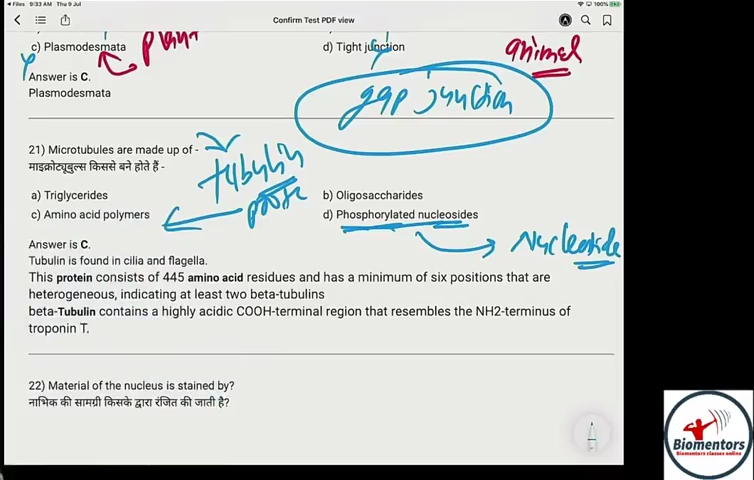 Files 9:33 AM Thu 9 Jul
100%
Confirm Test PDF view
c) Plasmodesmata
plant
d) Tight junction
animal
Answer is C.
Plasmodesmata
gap junction
21) Microtubules are made up of -
माइक्रोट्यूबुल्स किससे बने होते हैं -
tubulin
a) Triglycerides
b) Oligosaccharides
c) Amino acid polymers
d) Phosphorylated nucleosides
Answer is C.
Nucleotide
Tubulin is found in cilia and flagella.
This protein consists of 445 amino acid residues and has a minimum of six positions that are
heterogeneous, indicating at least two beta-tubulins
beta-Tubulin contains a highly acidic COOH-terminal region that resembles the NH2-terminus of
troponin T.
22) Material of the nucleus is stained by?
नाभिक की सामग्री किसके द्वारा रंजित की जाती है?
Biomentors
Biomentors classes online